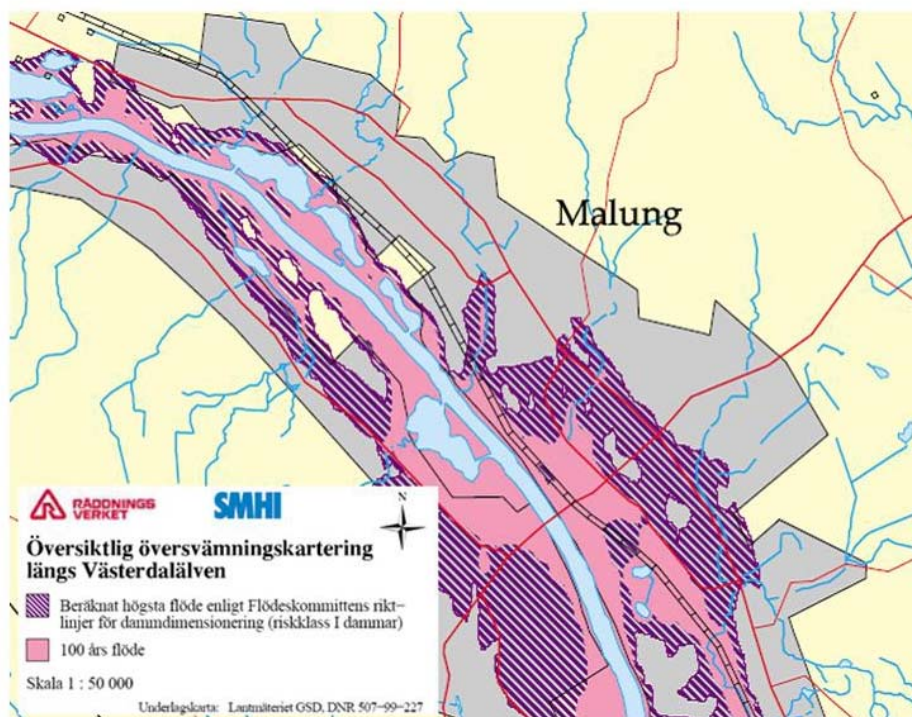 Malung
N
RÄDDNINGS
VERKET
SMHI
Översiktlig översvämningskartering
längs Västerdalälven
Beräknat högsta flöde enligt Flödeskommittens rikt-
linjer för dammdimensionering (riskklass I dammar)
100 års flöde
Skala 1 : 50 000
Underlagskarta: Lantmäteriet GSD, DNR 507-99-227